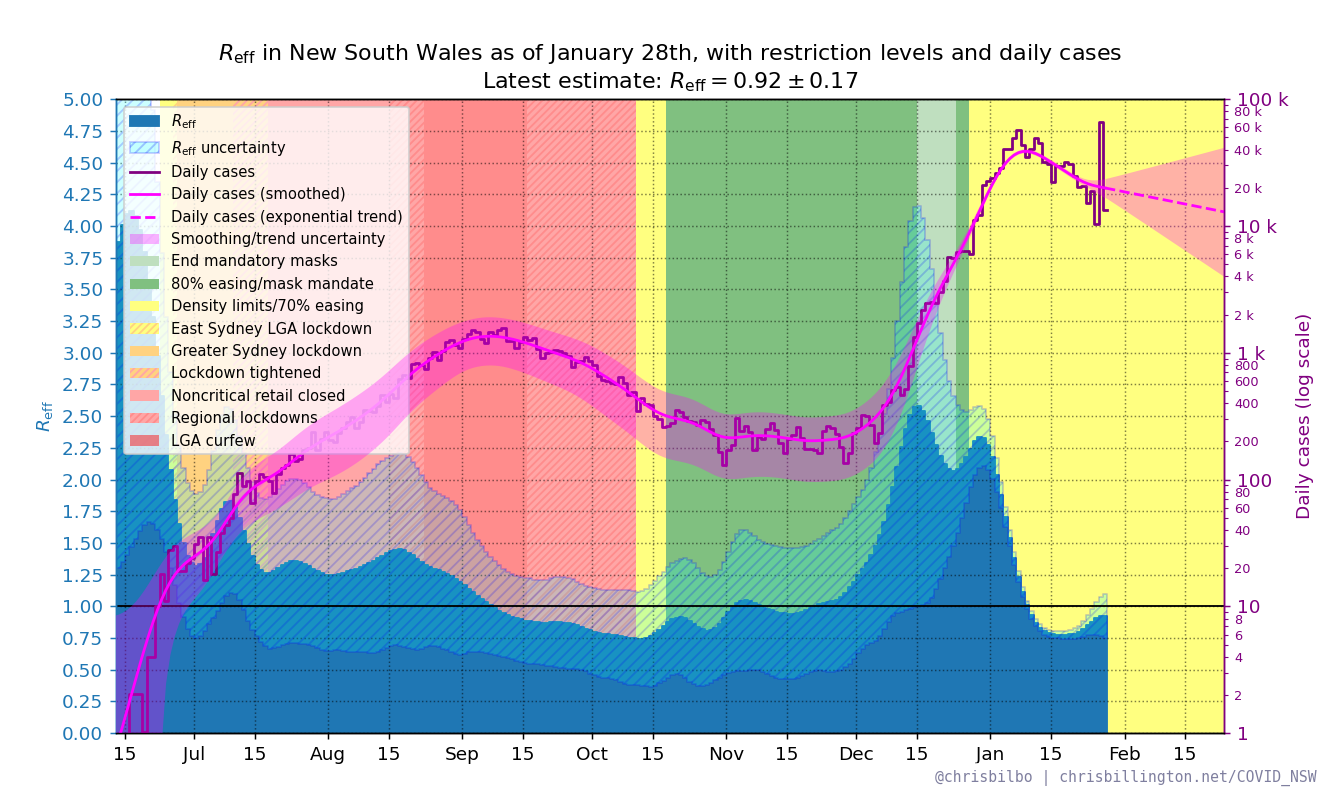 R_eff in New South Wales as of January 28th, with restriction levels and daily cases
Latest estimate: R_eff = 0.92 ± 0.17
5.00
4.75
4.50
4.25
4.00
3.75
3.50
3.25
3.00
2.75
2.50
2.25
2.00
1.75
1.50
1.25
1.00
0.75
0.50
0.25
0.00
R_eff
R_eff
R_eff uncertainty
Daily cases
Daily cases (smoothed)
Daily cases (exponential trend)
Smoothing/trend uncertainty
End mandatory masks
80% easing/mask mandate
Density limits/70% easing
East Sydney LGA lockdown
Greater Sydney lockdown
Lockdown tightened
Noncritical retail closed
Regional lockdowns
LGA curfew
100 k
80 k
60 k
40 k
20 k
10 k
8 k
6 k
4 k
2 k
1 k
800
600
400
200
100
80
60
40
20
10
8
6
4
2
1
Daily cases (log scale)
15 Jul 15 Aug 15 Sep 15 Oct 15 Nov 15 Dec 15 Jan 15 Feb 15
@chrisbilbo | chrisbillington.net/COVID_NSW